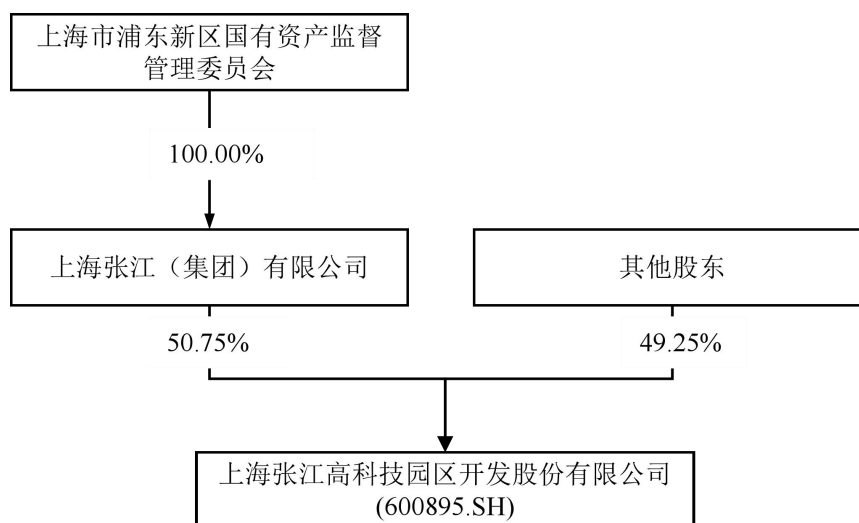 上海市浦东新区国有资产监督
管理委员会
100.00%
上海张江（集团）有限公司
其他股东
50.75%
49.25%
上海张江高科技园区开发股份有限公司
(600895.SH)